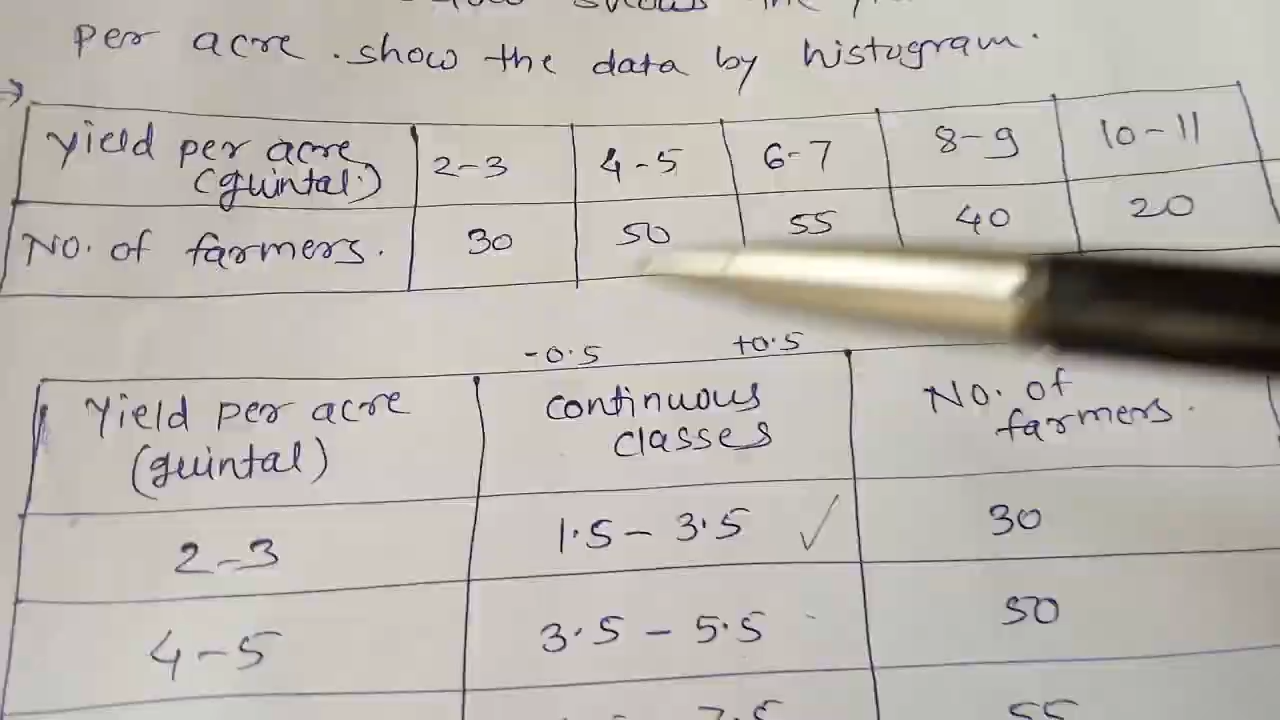 per acre . show the data by histogram.
Yield per acre (quintal.) 2-3 4-5 6-7 8-9 10-11
No. of farmers. 30 50 55 40 20
-0.5 +0.5
Yield per acre (quintal) continuous classes No. of farmers.
2-3 1.5 - 3.5 ✓ 30
4-5 3.5 - 5.5 50
7.5 55